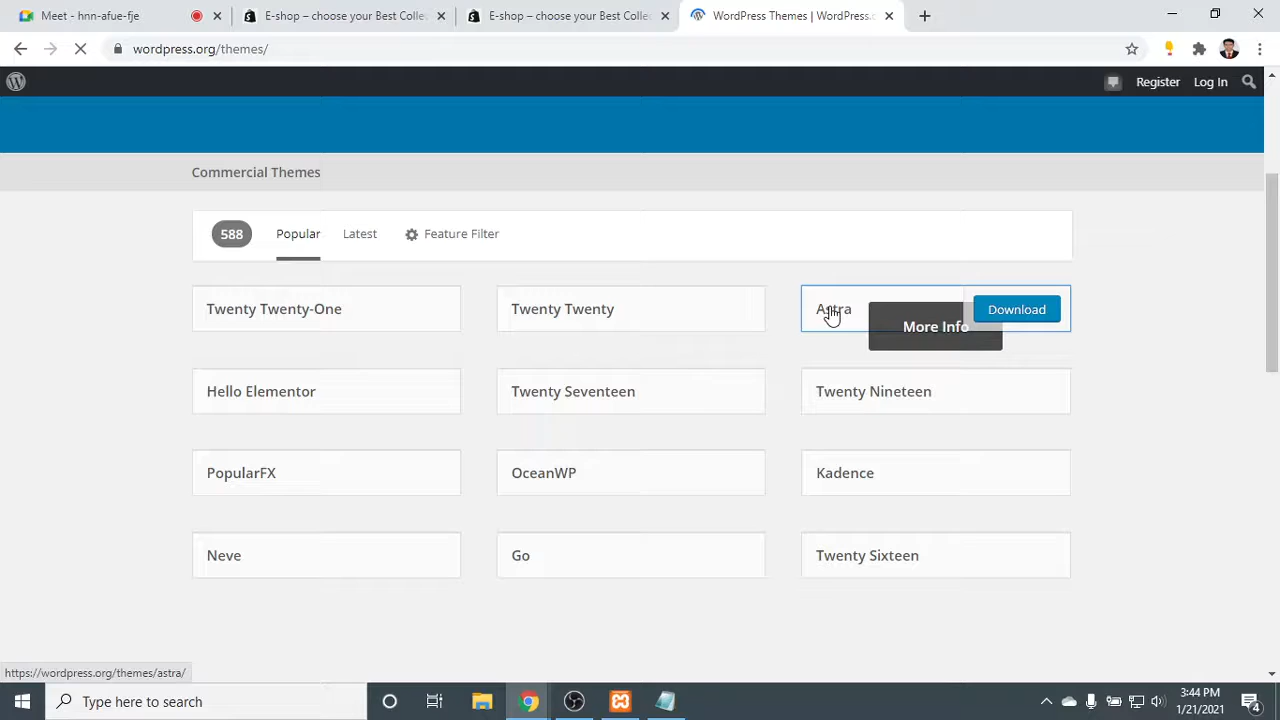 Meet - hnn-afue-fje
E-shop – choose your Best Collec
E-shop – choose your Best Collec
WordPress Themes | WordPress.c
wordpress.org/themes/
Register
Log In
Commercial Themes
588
Popular
Latest
Feature Filter
Twenty Twenty-One
Twenty Twenty
Astra
Download
More Info
Hello Elementor
Twenty Seventeen
Twenty Nineteen
PopularFX
OceanWP
Kadence
Neve
Go
Twenty Sixteen
https://wordpress.org/themes/astra/
Type here to search
3:44 PM
1/21/2021
4